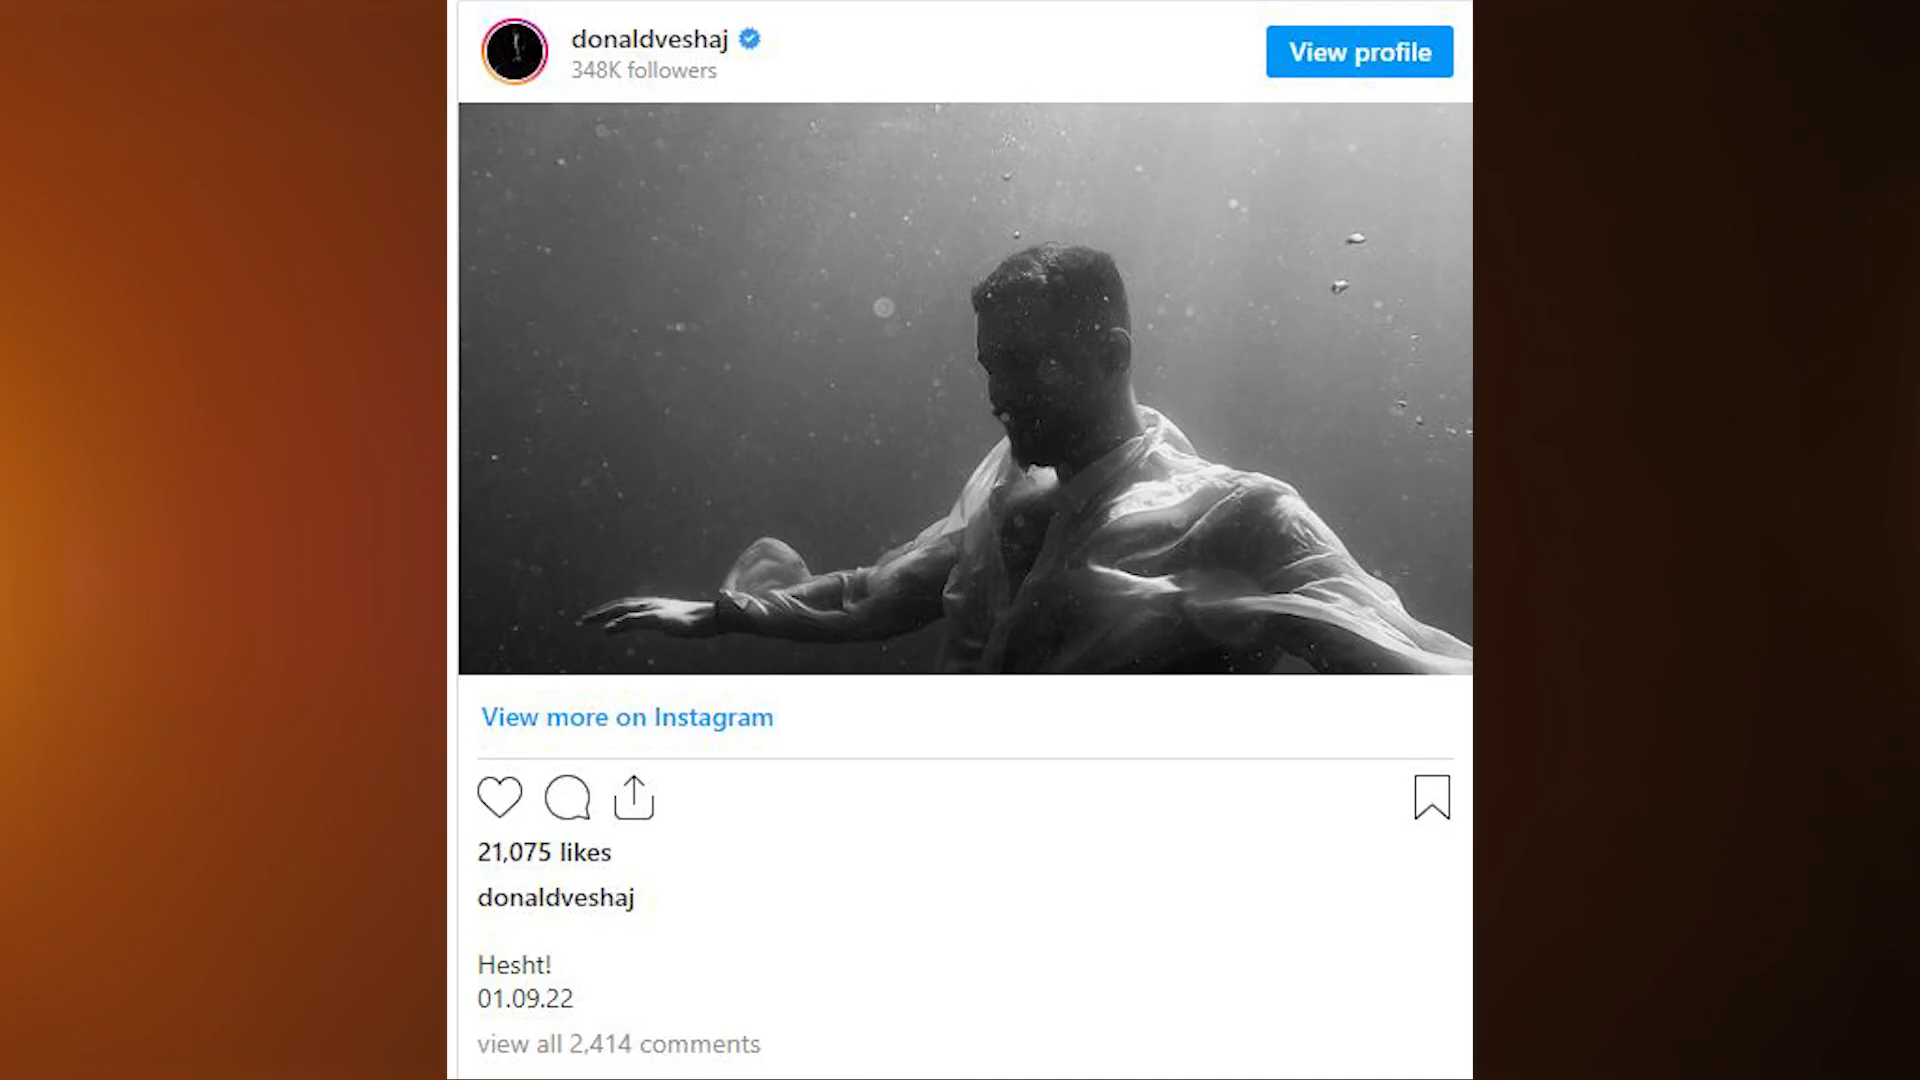 donaldveshaj
348K followers
View profile
View more on Instagram
21,075 likes
donaldveshaj
Hesht!
01.09.22
view all 2,414 comments